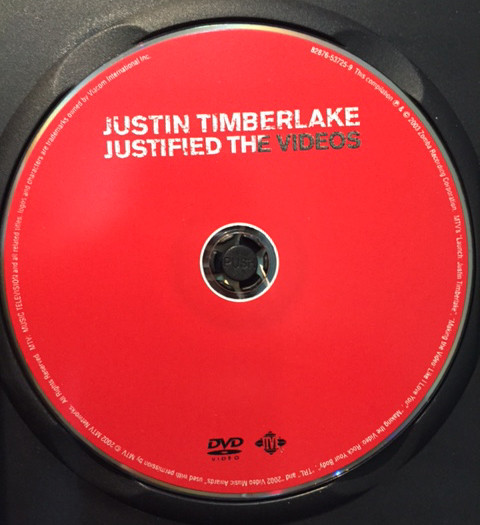 JUSTIN TIMBERLAKE
JUSTIFIED THE VIDEOS
PUSH
DVD
VIDEO
JIVE
82876-53725-9 This compilation ℗ & © 2003 Zomba Recording Corporation. MTV's "Launch: Justin Timberlake", "Making the Video: Like I Love You", "Making the Video: Rock Your Body", "TRL" and "2002 Video Music Awards" used with permission by MTV. © 2002 MTV Networks. All Rights Reserved. MTV: MUSIC TELEVISION and all related titles, logos and characters are trademarks owned by Viacom International Inc.